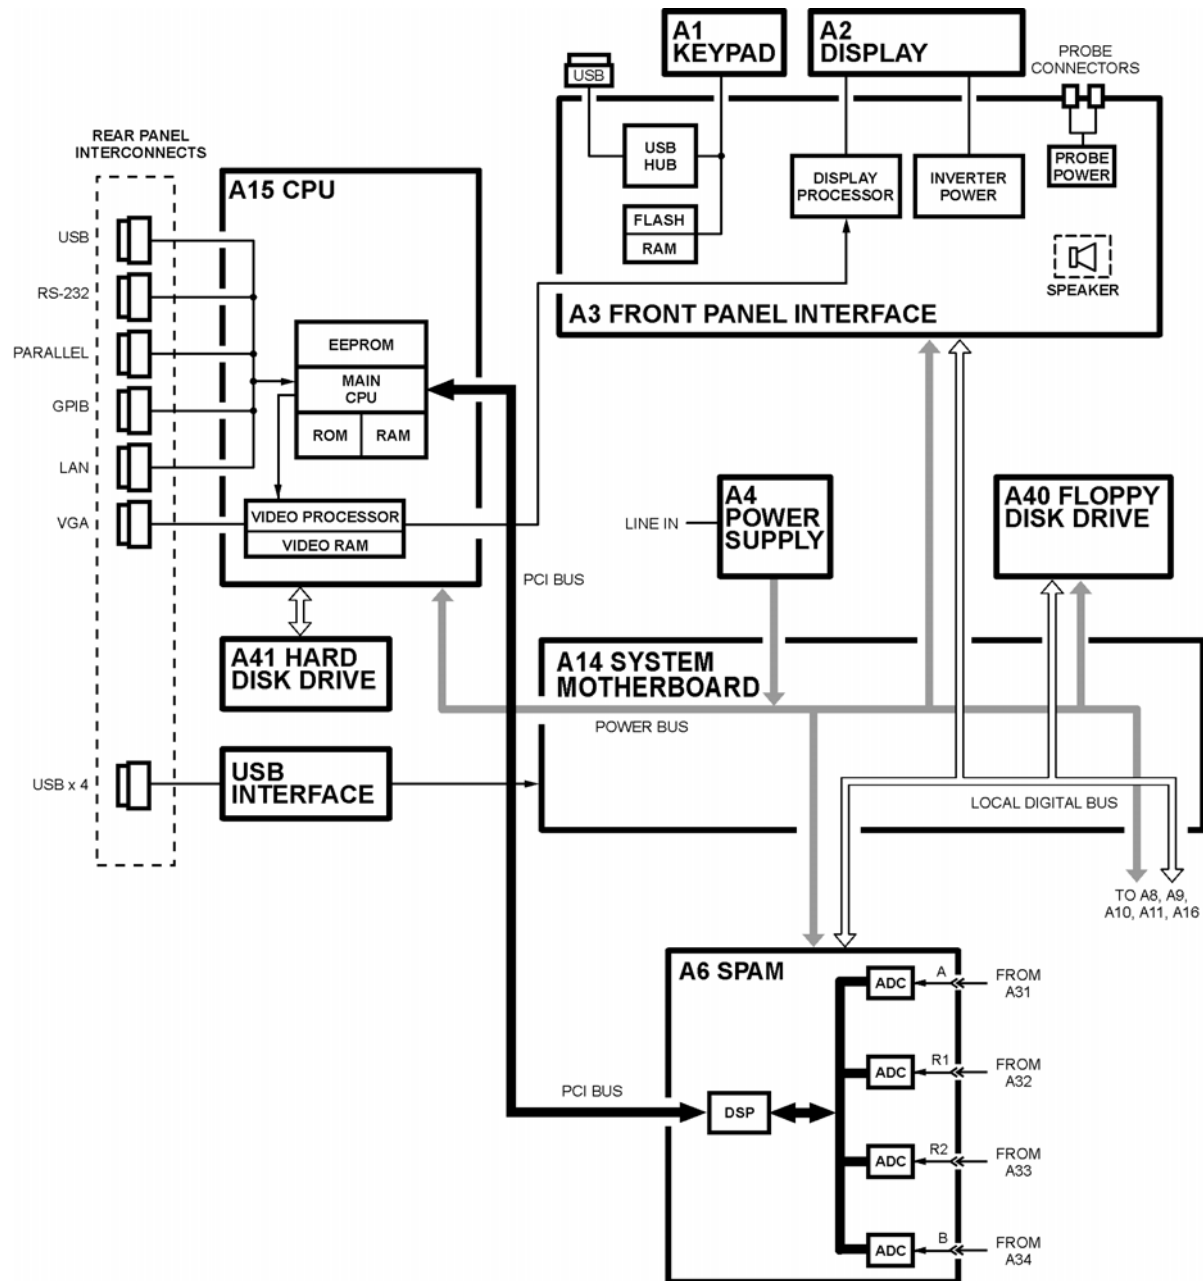 A1
KEYPAD
A2
DISPLAY
USB
PROBE
CONNECTORS
REAR PANEL
INTERCONNECTS
USB
HUB
FLASH
RAM
DISPLAY
PROCESSOR
INVERTER
POWER
PROBE
POWER
SPEAKER
A3 FRONT PANEL INTERFACE
A15 CPU
USB
RS-232
PARALLEL
GPIB
LAN
VGA
EEPROM
MAIN
CPU
ROM
RAM
VIDEO PROCESSOR
VIDEO RAM
PCI BUS
LINE IN
A4
POWER
SUPPLY
A40 FLOPPY
DISK DRIVE
A41 HARD
DISK DRIVE
A14 SYSTEM
MOTHERBOARD
POWER BUS
USB x 4
USB
INTERFACE
LOCAL DIGITAL BUS
TO A8, A9,
A10, A11, A16
A6 SPAM
PCI BUS
DSP
ADC
A
FROM
A31
ADC
R1
FROM
A32
ADC
R2
FROM
A33
ADC
B
FROM
A34